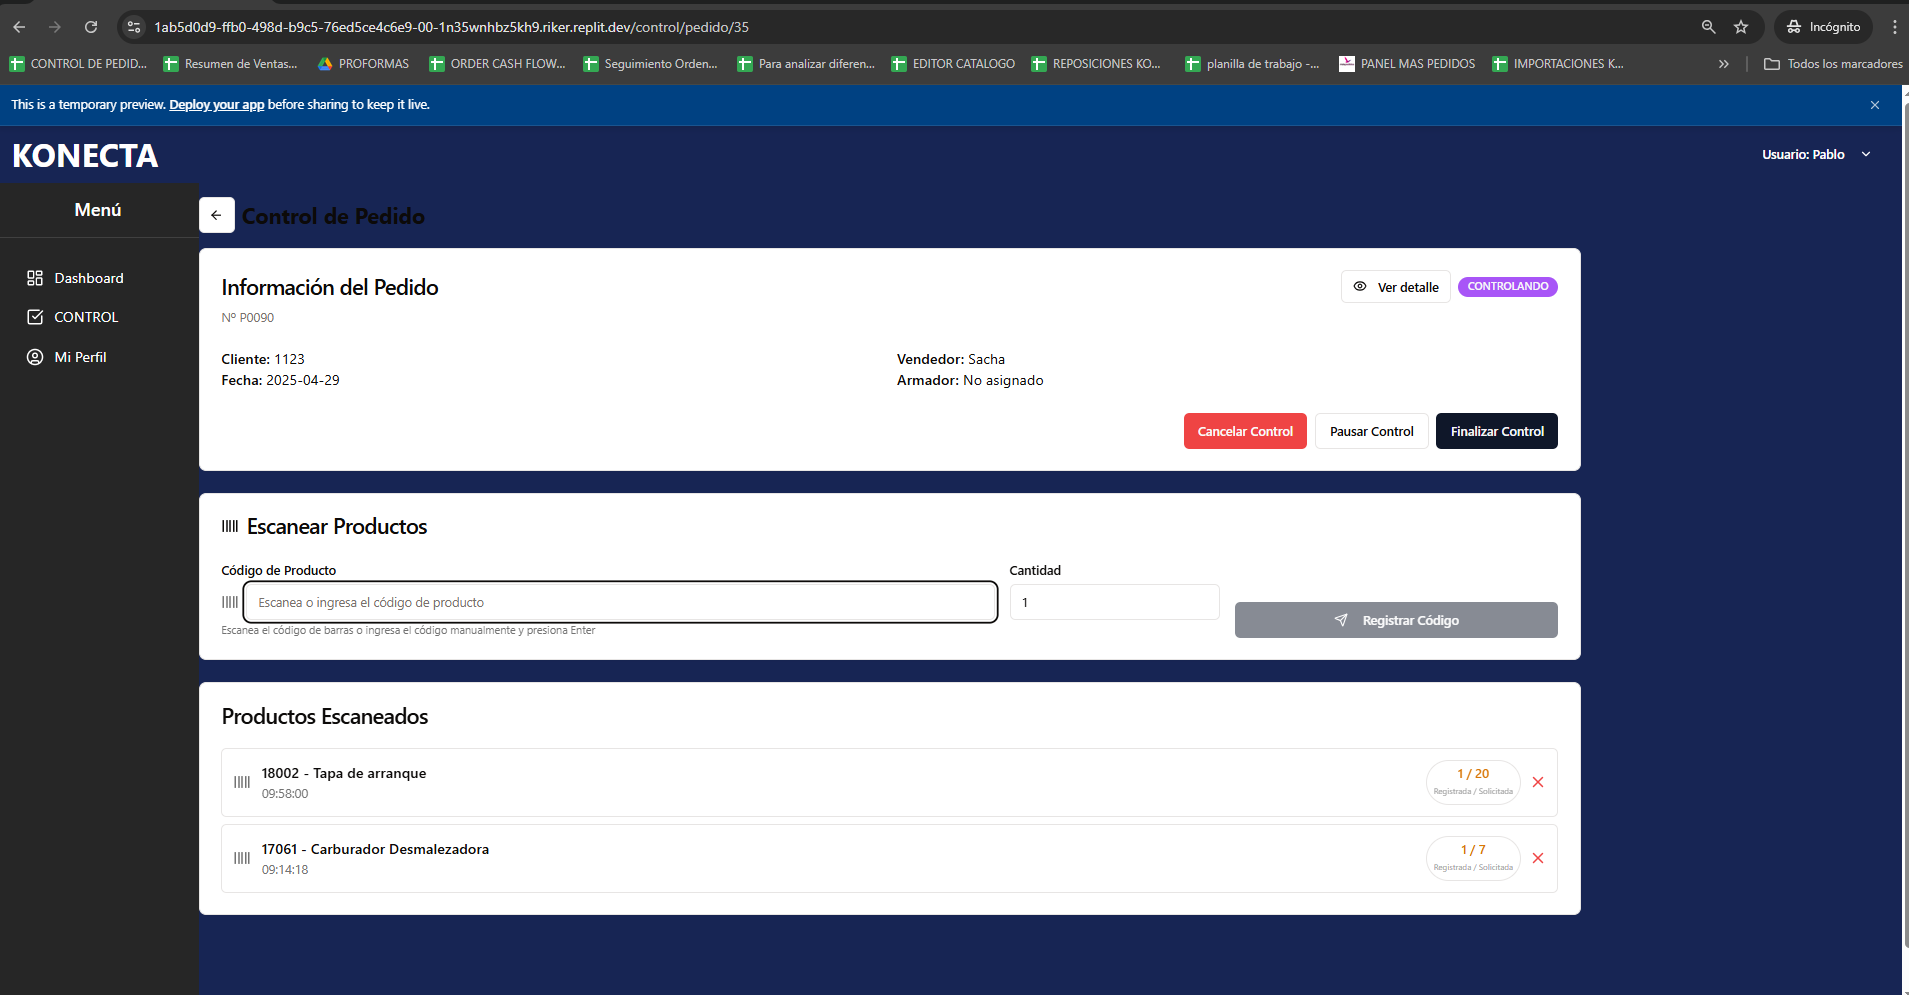 1ab5d0d9-ffb0-498d-b9c5-76ed5ce4c6e9-00-1n35wnhbz5kh9.riker.replit.dev/control/pedido/35
Incógnito
CONTROL DE PEDID...
Resumen de Ventas...
PROFORMAS
ORDER CASH FLOW...
Seguimiento Orden...
Para analizar diferen...
EDITOR CATALOGO
REPOSICIONES KO...
planilla de trabajo -...
PANEL MAS PEDIDOS
IMPORTACIONES K...
Todos los marcadores
This is a temporary preview. Deploy your app before sharing to keep it live.
KONECTA
Usuario: Pablo
Menú
Dashboard
CONTROL
Mi Perfil
Control de Pedido
Información del Pedido
Ver detalle
CONTROLANDO
Nº P0090
Cliente: 1123
Vendedor: Sacha
Fecha: 2025-04-29
Armador: No asignado
Cancelar Control
Pausar Control
Finalizar Control
Escanear Productos
Código de Producto
Cantidad
Escanea o ingresa el código de producto
1
Registrar Código
Escanea el código de barras o ingresa el código manualmente y presiona Enter
Productos Escaneados
18002 - Tapa de arranque
09:58:00
1 / 20
Registrada / Solicitada
17061 - Carburador Desmalezadora
09:14:18
1 / 7
Registrada / Solicitada